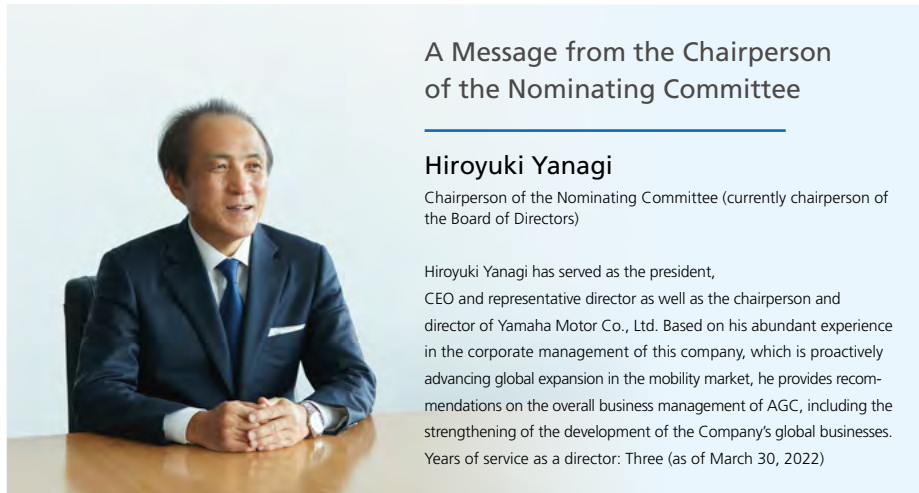 A Message from the Chairperson
of the Nominating Committee
Hiroyuki Yanagi
Chairperson of the Nominating Committee (currently chairperson of
the Board of Directors)
Hiroyuki Yanagi has served as the president,
CEO and representative director as well as the chairperson and
director of Yamaha Motor Co., Ltd. Based on his abundant experience
in the corporate management of this company, which is proactively
advancing global expansion in the mobility market, he provides recom-
mendations on the overall business management of AGC, including the
strengthening of the development of the Company’s global businesses.
Years of service as a director: Three (as of March 30, 2022)